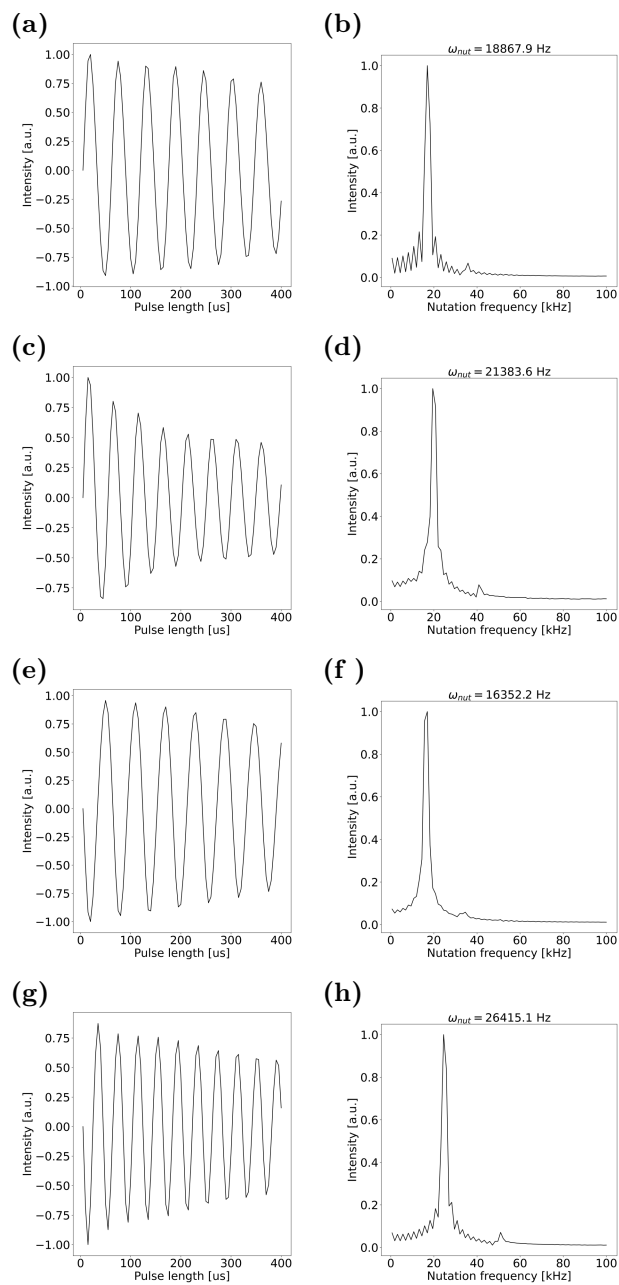 (a)
1.00
0.75
0.50
0.25
0.00
−0.25
−0.50
−0.75
−1.00
Intensity [a.u.]
0 100 200 300 400
Pulse length [us]
(b)
ω_nut = 18867.9 Hz
1.0
0.8
0.6
0.4
0.2
0.0
Intensity [a.u.]
0 20 40 60 80 100
Nutation frequency [kHz]
(c)
1.00
0.75
0.50
0.25
0.00
−0.25
−0.50
−0.75
Intensity [a.u.]
0 100 200 300 400
Pulse length [us]
(d)
ω_nut = 21383.6 Hz
1.0
0.8
0.6
0.4
0.2
0.0
Intensity [a.u.]
0 20 40 60 80 100
Nutation frequency [kHz]
(e)
1.00
0.75
0.50
0.25
0.00
−0.25
−0.50
−0.75
−1.00
Intensity [a.u.]
0 100 200 300 400
Pulse length [us]
(f )
ω_nut = 16352.2 Hz
1.0
0.8
0.6
0.4
0.2
0.0
Intensity [a.u.]
0 20 40 60 80 100
Nutation frequency [kHz]
(g)
0.75
0.50
0.25
0.00
−0.25
−0.50
−0.75
−1.00
Intensity [a.u.]
0 100 200 300 400
Pulse length [us]
(h)
ω_nut = 26415.1 Hz
1.0
0.8
0.6
0.4
0.2
0.0
Intensity [a.u.]
0 20 40 60 80 100
Nutation frequency [kHz]